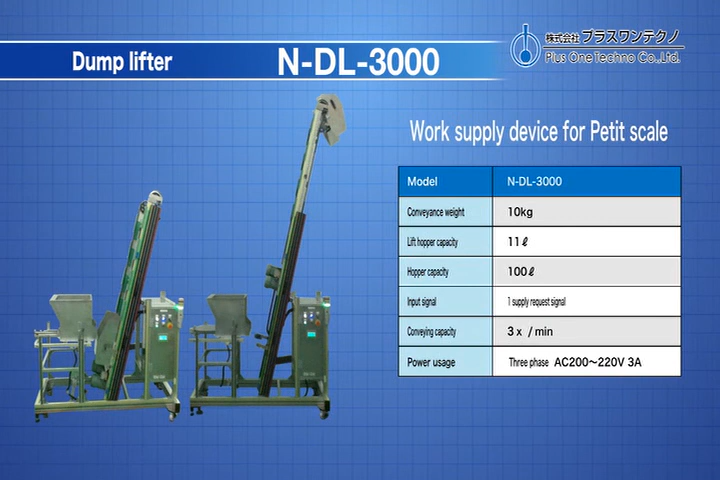 Dump lifter
N-DL-3000
株式会社 プラスワンテクノ
Plus One Techno Co.,Ltd.
Work supply device for Petit scale
Model N-DL-3000
Conveyance weight 10kg
Lift hopper capacity 11ℓ
Hopper capacity 100ℓ
Input signal 1 supply request signal
Conveying capacity 3 x / min
Power usage Three phase AC200～220V 3A